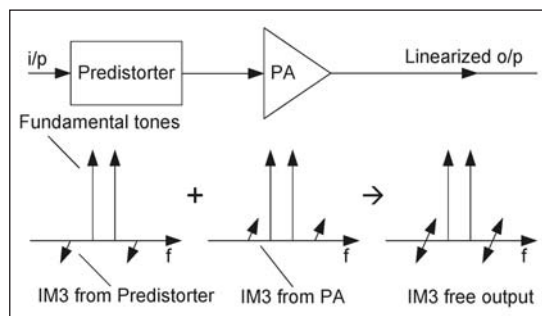 i/p
Predistorter
PA
Linearized o/p
Fundamental tones
+
→
f
f
f
IM3 from Predistorter
IM3 from PA
IM3 free output